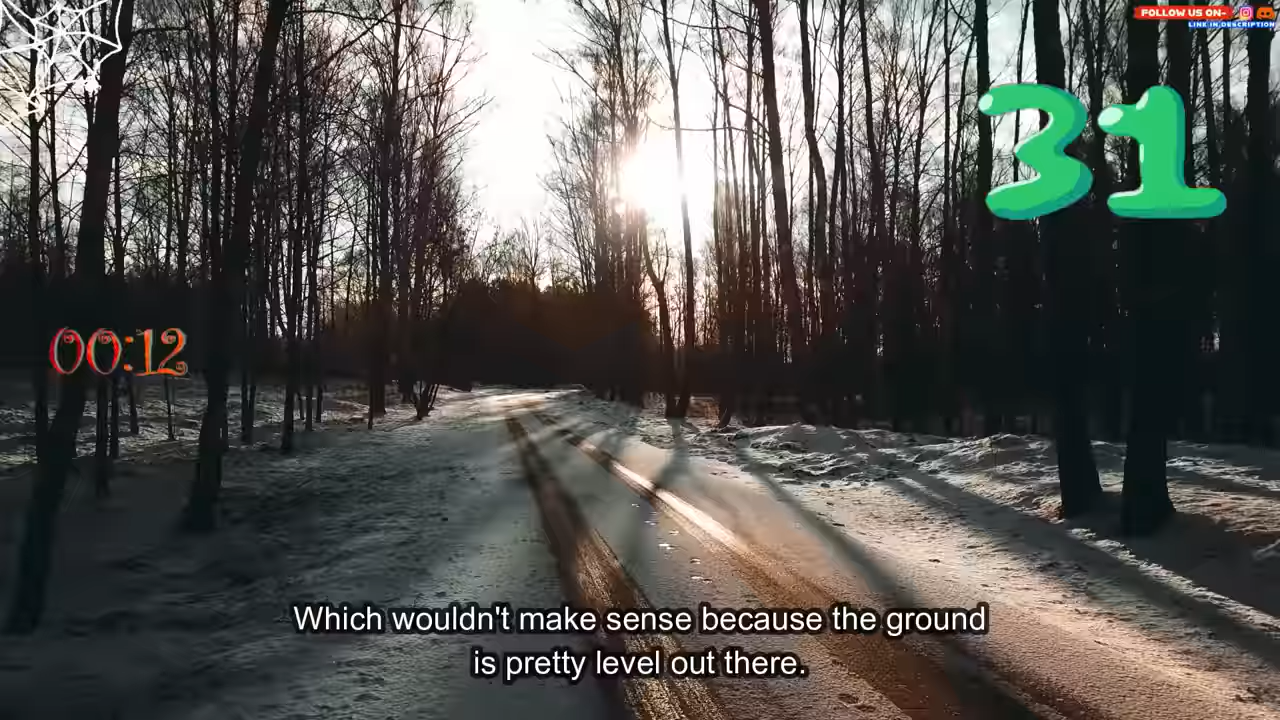 FOLLOW US ON-
LINK IN DESCRIPTION
31
00:12
Which wouldn't make sense because the ground
is pretty level out there.